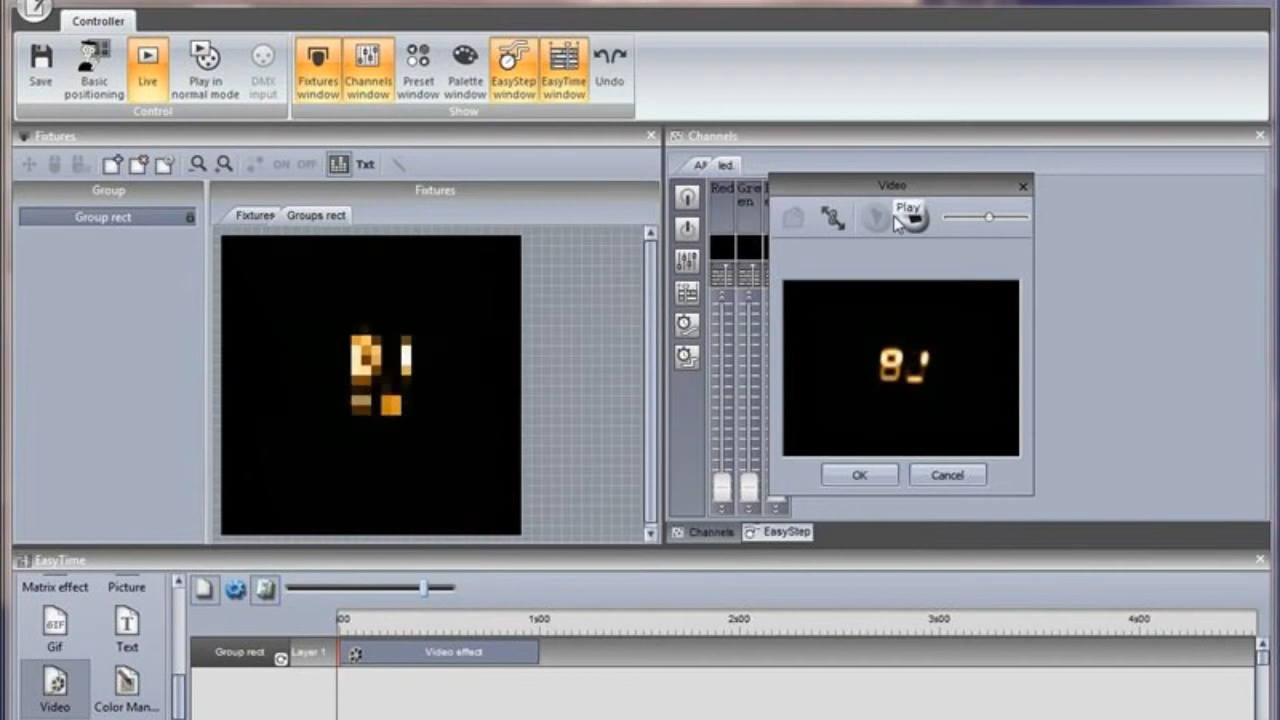 Controller
Save
Basic positioning
Live
Play in normal mode
DMX input
Fixtures window
Channels window
Preset window
Palette window
EasyStep window
EasyTime window
Undo
Control
Show
Fixtures
Channels
ON OFF Txt
Group
Fixtures
Group rect
Fixtures
Groups rect
led
Red
Gre
en
Video
Play
OK
Cancel
Channels
EasyStep
EasyTime
Matrix effect
Picture
GIF
T
Gif
Text
Video
Color Man...
1s00
2s00
3s00
4s00
Group rect
Layer 1
Video effect